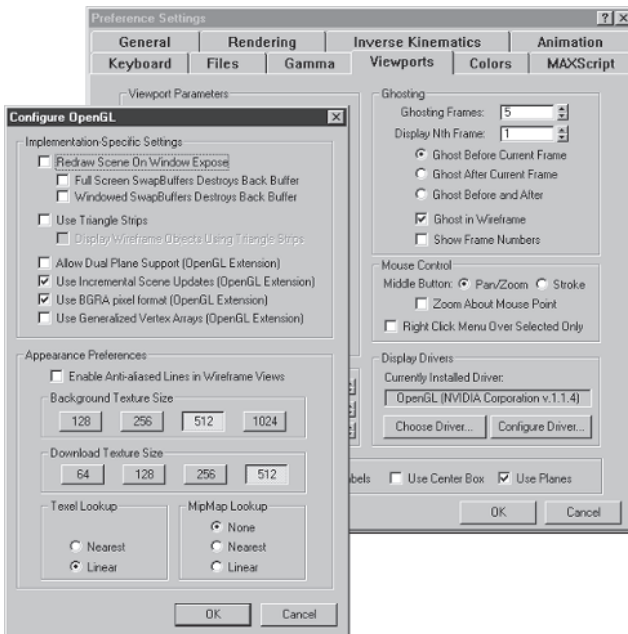 Preference Settings
General Rendering Inverse Kinematics Animation
Keyboard Files Gamma Viewports Colors MAXScript
Viewport Parameters
Ghosting
Ghosting Frames: 5
Display Nth Frame: 1
Ghost Before Current Frame
Ghost After Current Frame
Ghost Before and After
Ghost in Wireframe
Show Frame Numbers
Mouse Control
Middle Button: Pan/Zoom Stroke
Zoom About Mouse Point
Right Click Menu Over Selected Only
Display Drivers
Currently Installed Driver:
OpenGL (NVIDIA Corporation v.1.1.4)
Choose Driver... Configure Driver...
Use Center Box Use Planes
OK Cancel
Configure OpenGL
Implementation-Specific Settings
Redraw Scene On Window Expose
Full Screen SwapBuffers Destroys Back Buffer
Windowed SwapBuffers Destroys Back Buffer
Use Triangle Strips
Display Wireframe Objects Using Triangle Strips
Allow Dual Plane Support (OpenGL Extension)
Use Incremental Scene Updates (OpenGL Extension)
Use BGRA pixel format (OpenGL Extension)
Use Generalized Vertex Arrays (OpenGL Extension)
Appearance Preferences
Enable Anti-aliased Lines in Wireframe Views
Background Texture Size
128 256 512 1024
Download Texture Size
64 128 256 512
Texel Lookup
Nearest
Linear
MipMap Lookup
None
Nearest
Linear
OK Cancel